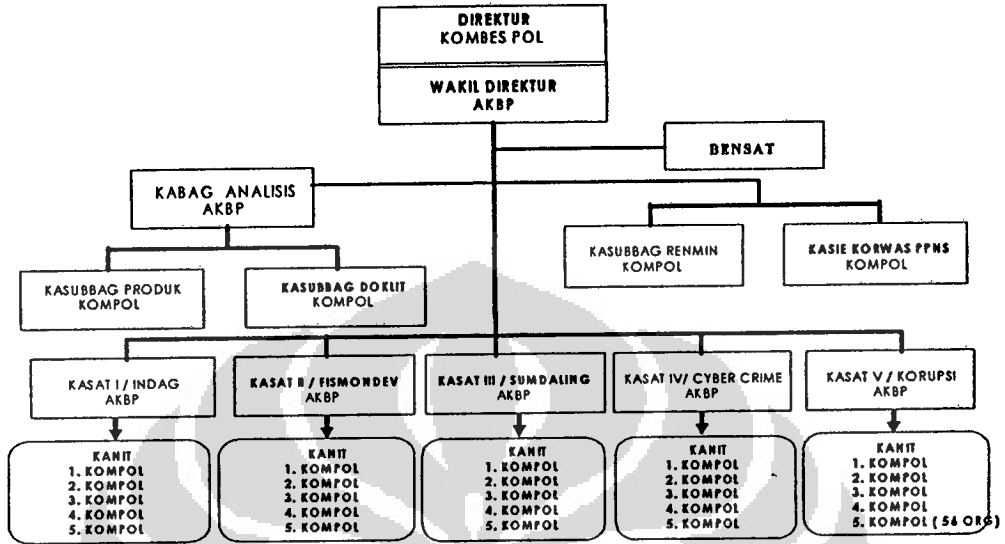 DIREKTUR
KOMBES POL
WAKIL DIREKTUR
AKBP
BENSAT
KABAG ANALISIS
AKBP
KASUBBAG RENMIN
KOMPOL
KASIE KORWAS PPNS
KOMPOL
KASUBBAG PRODUK
KOMPOL
KASUBBAG DOKLIT
KOMPOL
KASAT I / INDAG
AKBP
KASAT II / FISMONDEV
AKBP
KASAT III / SUMDALING
AKBP
KASAT IV/ CYBER CRIME
AKBP
KASAT V / KORUPSI
AKBP
KANIT
1. KOMPOL
2. KOMPOL
3. KOMPOL
4. KOMPOL
5. KOMPOL
KANIT
1. KOMPOL
2. KOMPOL
3. KOMPOL
4. KOMPOL
5. KOMPOL
KANIT
1. KOMPOL
2. KOMPOL
3. KOMPOL
4. KOMPOL
5. KOMPOL
KANIT
1. KOMPOL
2. KOMPOL
3. KOMPOL
4. KOMPOL
5. KOMPOL
KANIT
1. KOMPOL
2. KOMPOL
3. KOMPOL
4. KOMPOL
5. KOMPOL ( 56 ORG)